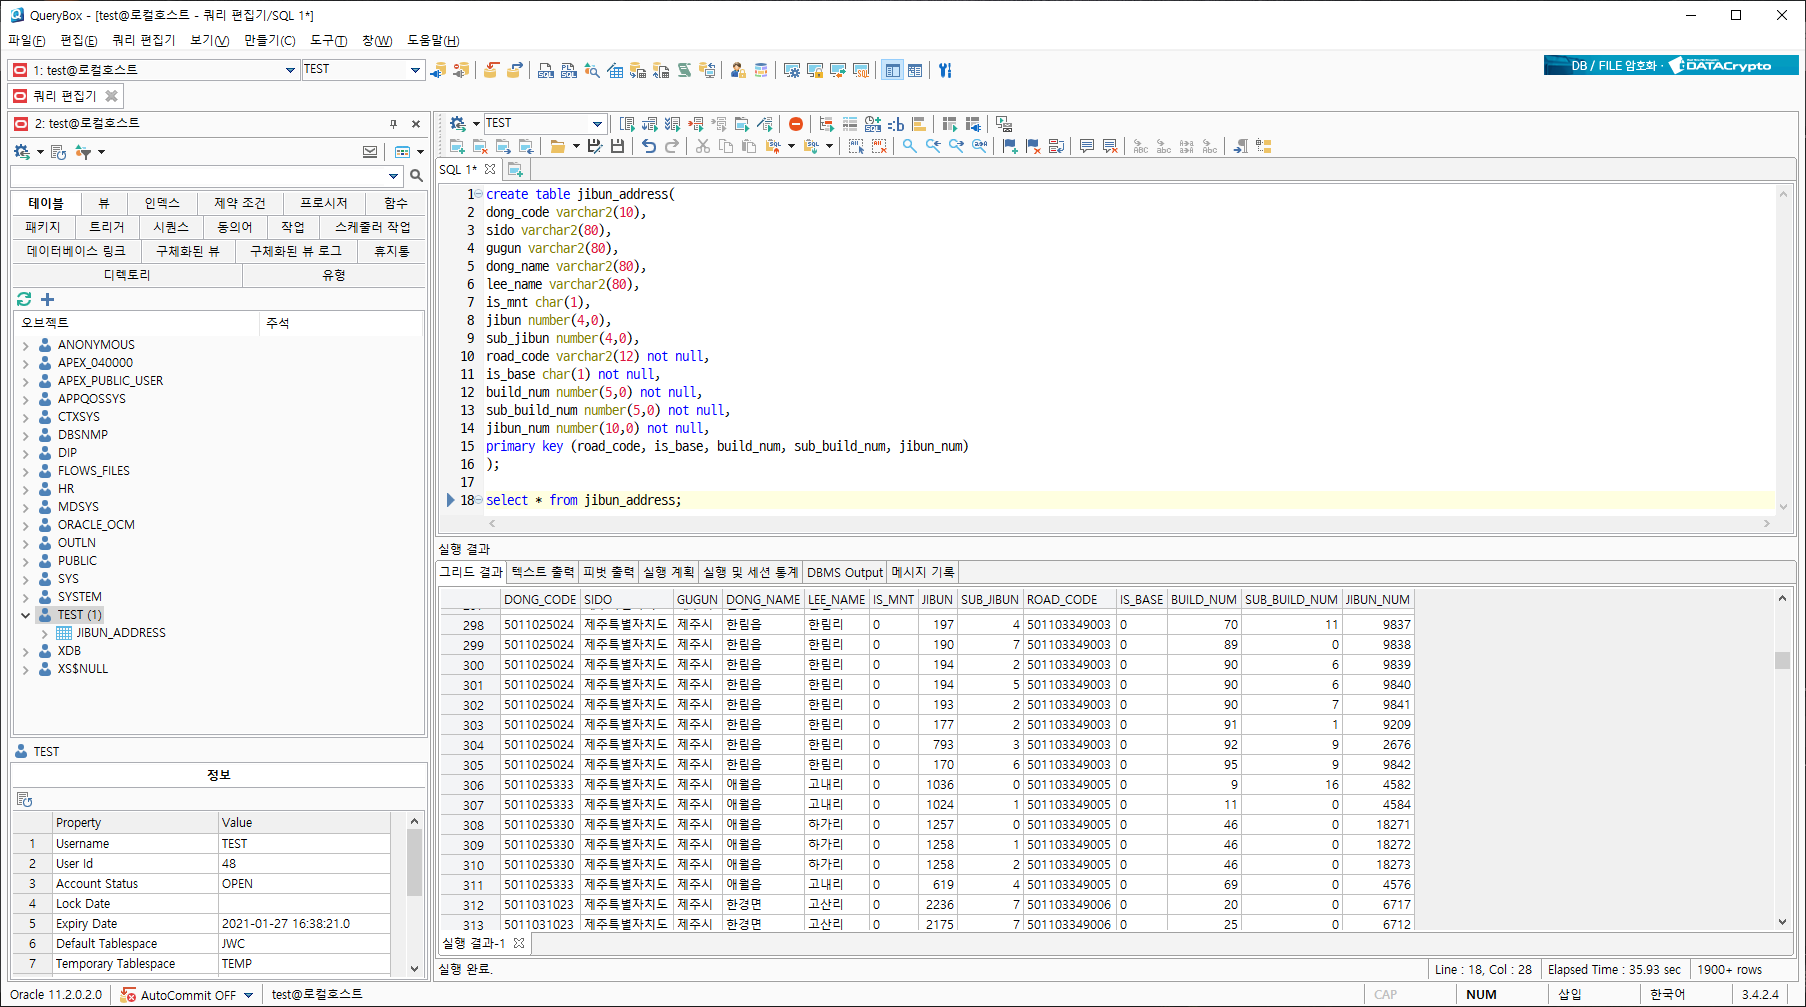 QueryBox - [test@로컬호스트 - 쿼리 편집기/SQL 1*]
파일(F) 편집(E) 쿼리 편집기 보기(V) 만들기(C) 도구(T) 창(W) 도움말(H)
1: test@로컬호스트 TEST
DB / FILE 암호화 · DATACrypto
쿼리 편집기
2: test@로컬호스트
테이블 뷰 인덱스 제약 조건 프로시저 함수
패키지 트리거 시퀀스 동의어 작업 스케줄러 작업
데이터베이스 링크 구체화된 뷰 구체화된 뷰 로그 휴지통
디렉토리 유형
오브젝트 주석
ANONYMOUS
APEX_040000
APEX_PUBLIC_USER
APPQOSSYS
CTXSYS
DBSNMP
DIP
FLOWS_FILES
HR
MDSYS
ORACLE_OCM
OUTLN
PUBLIC
SYS
SYSTEM
TEST (1)
JIBUN_ADDRESS
XDB
XS$NULL
TEST
정보
Property Value
1 Username TEST
2 User Id 48
3 Account Status OPEN
4 Lock Date
5 Expiry Date 2021-01-27 16:38:21.0
6 Default Tablespace JWC
7 Temporary Tablespace TEMP
TEST
SQL 1*
1 create table jibun_address(
2 dong_code varchar2(10),
3 sido varchar2(80),
4 gugun varchar2(80),
5 dong_name varchar2(80),
6 lee_name varchar2(80),
7 is_mnt char(1),
8 jibun number(4,0),
9 sub_jibun number(4,0),
10 road_code varchar2(12) not null,
11 is_base char(1) not null,
12 build_num number(5,0) not null,
13 sub_build_num number(5,0) not null,
14 jibun_num number(10,0) not null,
15 primary key (road_code, is_base, build_num, sub_build_num, jibun_num)
16 );
17
18 select * from jibun_address;
실행 결과
그리드 결과 텍스트 출력 피벗 출력 실행 계획 실행 및 세션 통계 DBMS Output 메시지 기록
DONG_CODE SIDO GUGUN DONG_NAME LEE_NAME IS_MNT JIBUN SUB_JIBUN ROAD_CODE IS_BASE BUILD_NUM SUB_BUILD_NUM JIBUN_NUM
298 5011025024 제주특별자치도 제주시 한림읍 한림리 0 197 4 501103349003 0 70 11 9837
299 5011025024 제주특별자치도 제주시 한림읍 한림리 0 190 7 501103349003 0 89 0 9838
300 5011025024 제주특별자치도 제주시 한림읍 한림리 0 194 2 501103349003 0 90 6 9839
301 5011025024 제주특별자치도 제주시 한림읍 한림리 0 194 5 501103349003 0 90 6 9840
302 5011025024 제주특별자치도 제주시 한림읍 한림리 0 193 2 501103349003 0 90 7 9841
303 5011025024 제주특별자치도 제주시 한림읍 한림리 0 177 2 501103349003 0 91 1 9209
304 5011025024 제주특별자치도 제주시 한림읍 한림리 0 793 3 501103349003 0 92 9 2676
305 5011025024 제주특별자치도 제주시 한림읍 한림리 0 170 6 501103349003 0 95 9 9842
306 5011025333 제주특별자치도 제주시 애월읍 고내리 0 1036 0 501103349005 0 9 16 4582
307 5011025333 제주특별자치도 제주시 애월읍 고내리 0 1024 1 501103349005 0 11 0 4584
308 5011025330 제주특별자치도 제주시 애월읍 하가리 0 1257 0 501103349005 0 46 0 18271
309 5011025330 제주특별자치도 제주시 애월읍 하가리 0 1258 1 501103349005 0 46 0 18272
310 5011025330 제주특별자치도 제주시 애월읍 하가리 0 1258 2 501103349005 0 46 0 18273
311 5011025333 제주특별자치도 제주시 애월읍 고내리 0 619 4 501103349005 0 69 0 4576
312 5011031023 제주특별자치도 제주시 한경면 고산리 0 2236 7 501103349006 0 20 0 6717
313 5011031023 제주특별자치도 제주시 한경면 고산리 0 2175 7 501103349006 0 25 0 6712
실행 결과-1
실행 완료. Line : 18, Col : 28 Elapsed Time : 35.93 sec 1900+ rows
Oracle 11.2.0.2.0 AutoCommit OFF test@로컬호스트 CAP NUM 삽입 한국어 3.4.2.4